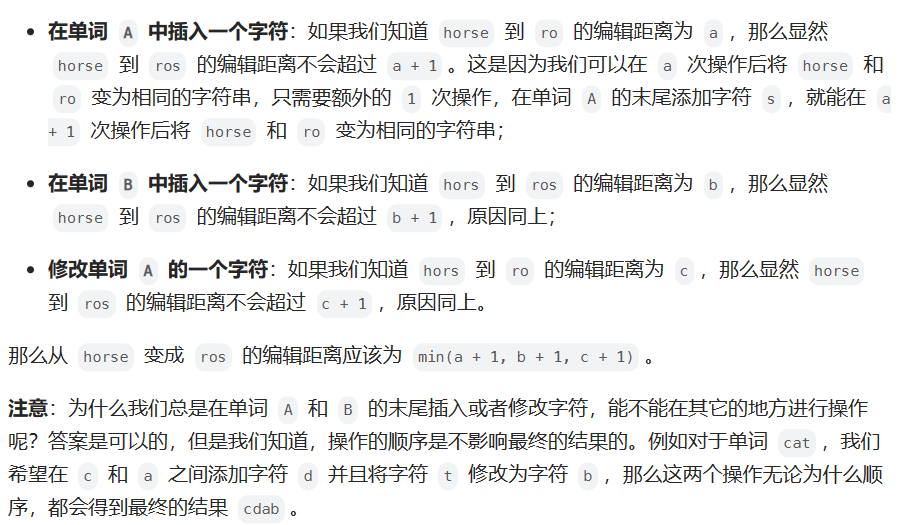 • 在单词 A 中插入一个字符：如果我们知道 horse 到 ro 的编辑距离为 a ，那么显然
horse 到 ros 的编辑距离不会超过 a + 1 。这是因为我们可以在 a 次操作后将 horse 和
ro 变为相同的字符串，只需要额外的 1 次操作，在单词 A 的末尾添加字符 s ，就能在 a
+ 1 次操作后将 horse 和 ro 变为相同的字符串；
• 在单词 B 中插入一个字符：如果我们知道 hors 到 ros 的编辑距离为 b ，那么显然
horse 到 ros 的编辑距离不会超过 b + 1 ，原因同上；
• 修改单词 A 的一个字符：如果我们知道 hors 到 ro 的编辑距离为 c ，那么显然 horse
到 ros 的编辑距离不会超过 c + 1 ，原因同上。
那么从 horse 变成 ros 的编辑距离应该为 min(a + 1, b + 1, c + 1) 。
注意：为什么我们总是在单词 A 和 B 的末尾插入或者修改字符，能不能在其它的地方进行操作
呢？答案是可以的，但是我们知道，操作的顺序是不影响最终的结果的。例如对于单词 cat ，我们
希望在 c 和 a 之间添加字符 d 并且将字符 t 修改为字符 b ，那么这两个操作无论为什么顺
序，都会得到最终的结果 cdab 。